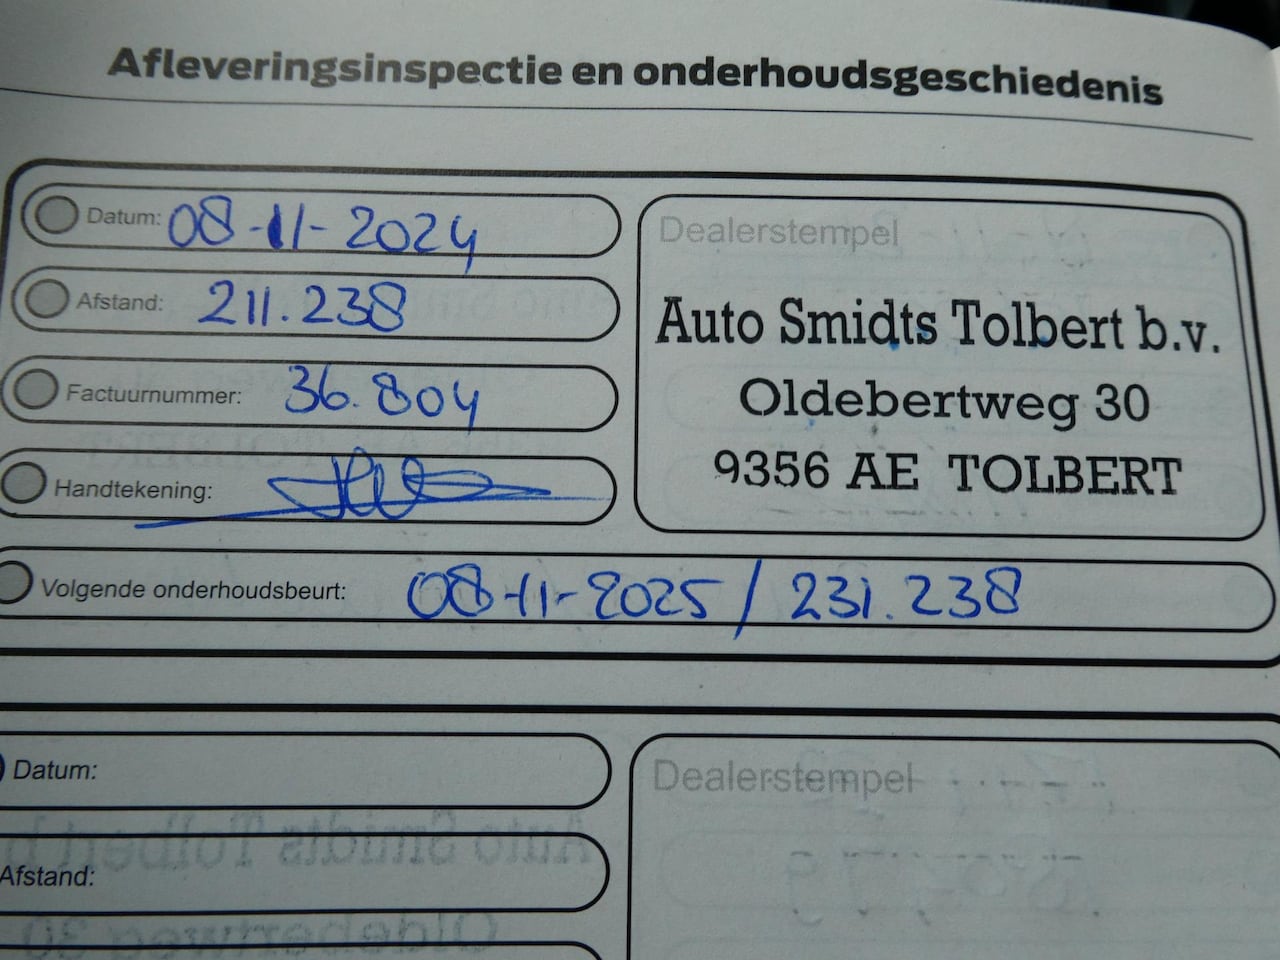 Afleveringsinspectie en onderhoudsgeschiedenis
Datum: 08-11-2024
Afstand: 211.238
Factuurnummer: 36.804
Handtekening:
Dealerstempel
Auto Smidts Tolbert b.v.
Oldebertweg 30
9356 AE TOLBERT
Volgende onderhoudsbeurt: 08-11-2025 / 231.238
Datum:
Dealerstempel
Afstand: